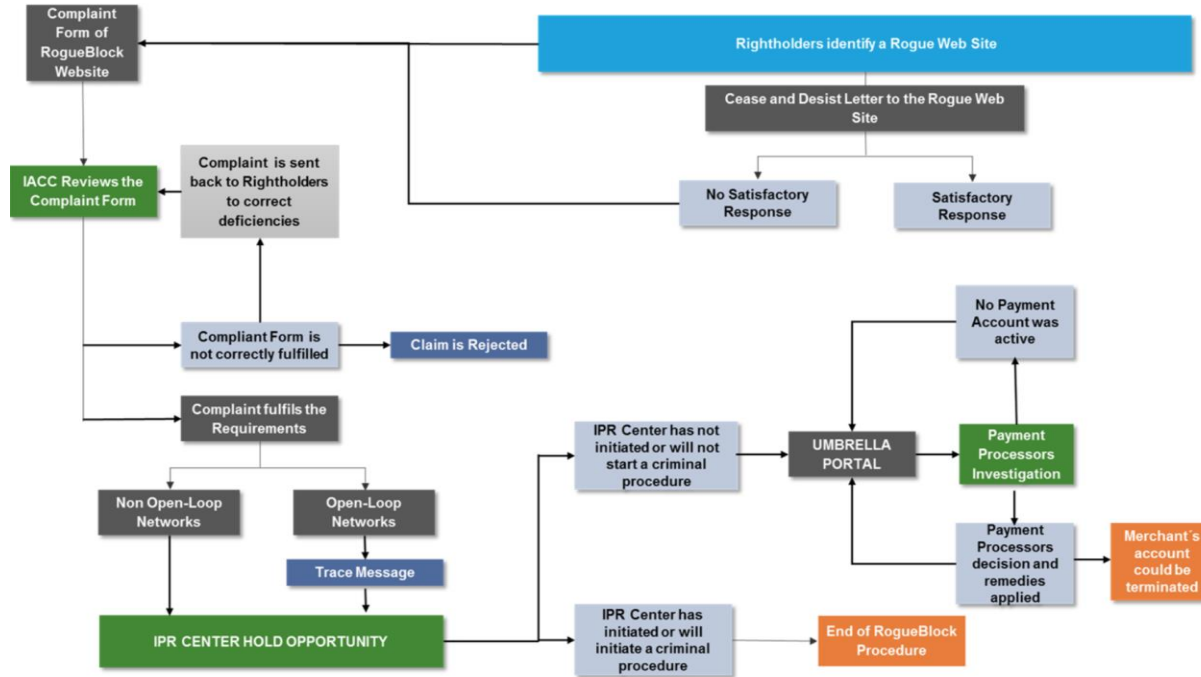 Complaint
Form of
RogueBlock
Website
Rightholders identify a Rogue Web Site
Cease and Desist Letter to the Rogue Web
Site
No Satisfactory
Response
Satisfactory
Response
IACC Reviews the
Complaint Form
Complaint is sent
back to Rightholders
to correct
deficiencies
Compliant Form is
not correctly fulfilled
Claim is Rejected
Complaint fulfils the
Requirements
Non Open-Loop
Networks
Open-Loop
Networks
Trace Message
IPR CENTER HOLD OPPORTUNITY
IPR Center has not
initiated or will not
start a criminal
procedure
IPR Center has
initiated or will
initiate a criminal
procedure
End of RogueBlock
Procedure
UMBRELLA
PORTAL
No Payment
Account was
active
Payment
Processors
Investigation
Payment
Processors
decision and
remedies
applied
Merchant´s
account
could be
terminated